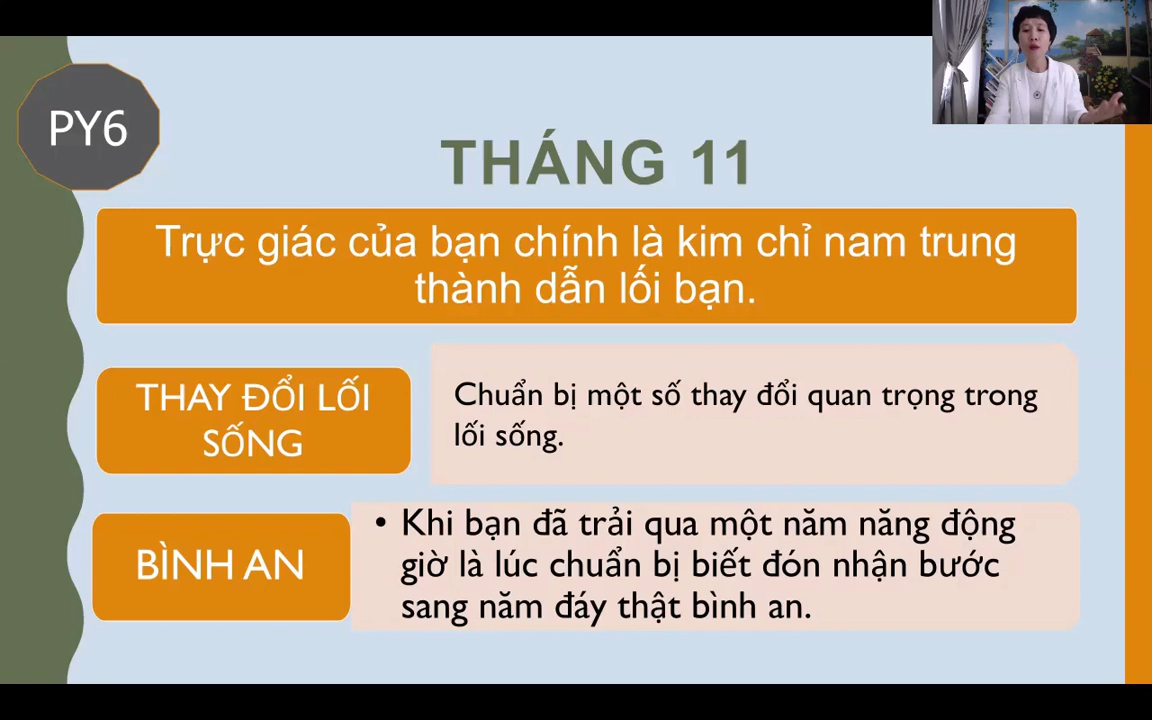 PY6
THÁNG 11
Trực giác của bạn chính là kim chỉ nam trung
thành dẫn lối bạn.
THAY ĐỔI LỐI
SỐNG
Chuẩn bị một số thay đổi quan trọng trong
lối sống.
BÌNH AN
• Khi bạn đã trải qua một năm năng động
giờ là lúc chuẩn bị biết đón nhận bước
sang năm đáy thật bình an.